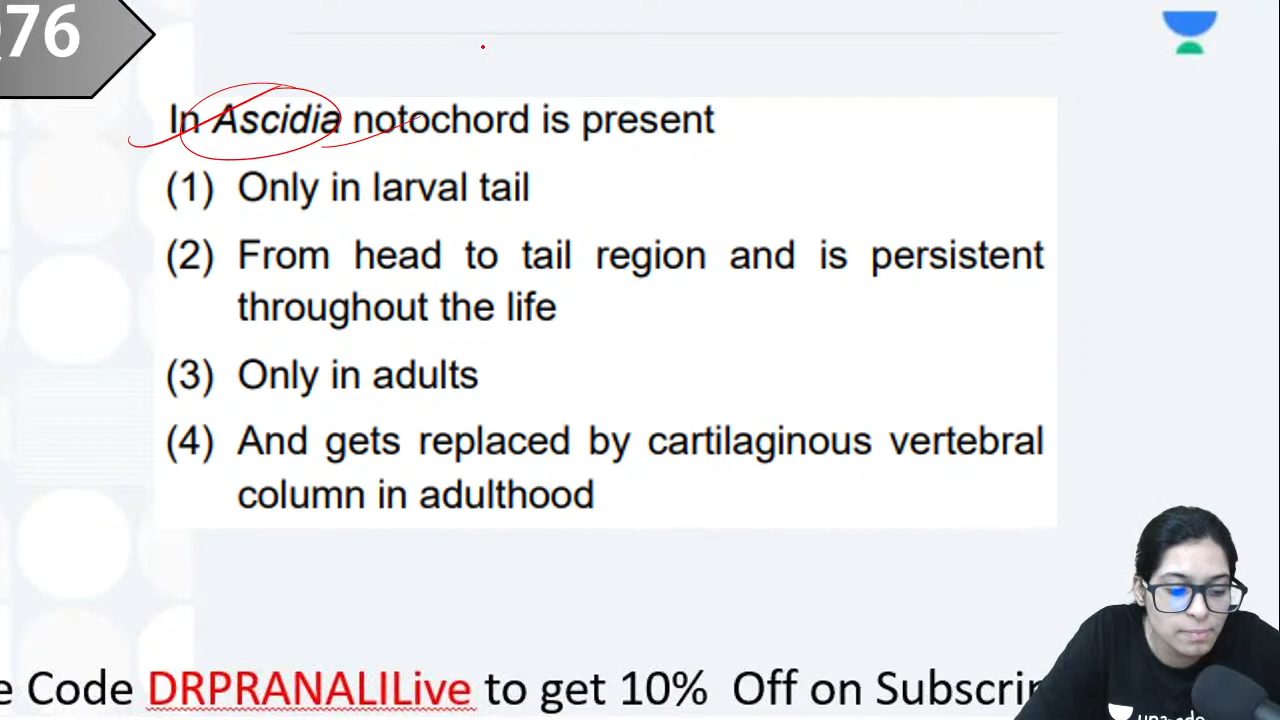 76
In Ascidia notochord is present
(1) Only in larval tail
(2) From head to tail region and is persistent
throughout the life
(3) Only in adults
(4) And gets replaced by cartilaginous vertebral
column in adulthood
e Code DRPRANALILive to get 10% Off on Subscri